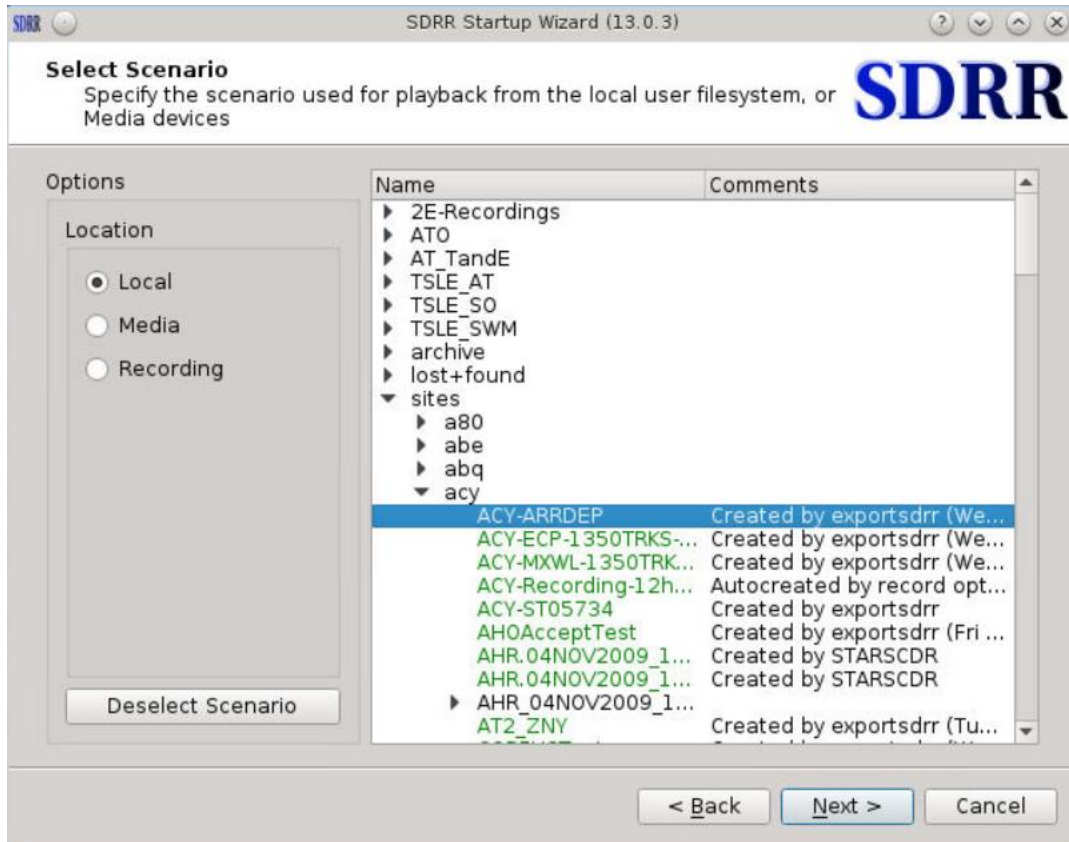 SDRR SDRR Startup Wizard (13.0.3)
Select Scenario
Specify the scenario used for playback from the local user filesystem, or
Media devices
SDRR
Options
Location
Local
Media
Recording
Deselect Scenario
Name Comments
2E-Recordings
ATO
AT_TandE
TSLE_AT
TSLE_SO
TSLE_SWM
archive
lost+found
sites
a80
abe
abq
acy
ACY-ARRDEP Created by exportsdrr (We...
ACY-ECP-1350TRKS-... Created by exportsdrr (We...
ACY-MXWL-1350TRK... Created by exportsdrr (We...
ACY-Recording-12h... Autocreated by record opt...
ACY-ST05734 Created by exportsdrr
AHOAcceptTest Created by exportsdrr (Fri ...
AHR.04NOV2009_1... Created by STARSCDR
AHR.04NOV2009_1... Created by STARSCDR
AHR_04NOV2009_1...
AT2_ZNY Created by exportsdrr (Tu...
< Back Next > Cancel